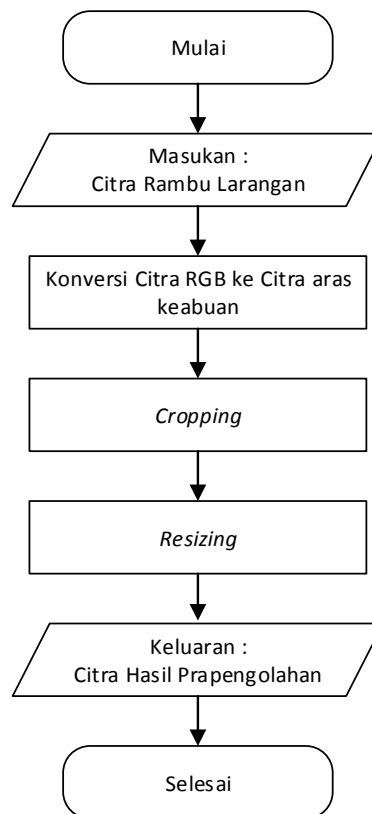 Mulai
Masukan :
Citra Rambu Larangan
Konversi Citra RGB ke Citra aras
keabuan
Cropping
Resizing
Keluaran :
Citra Hasil Prapengolahan
Selesai